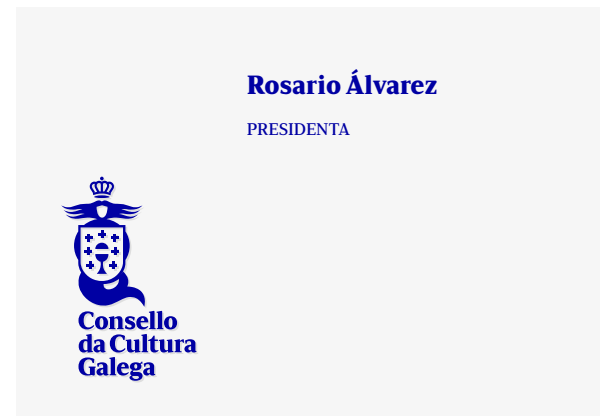 Rosario Álvarez
PRESIDENTA
Consello
da Cultura
Galega